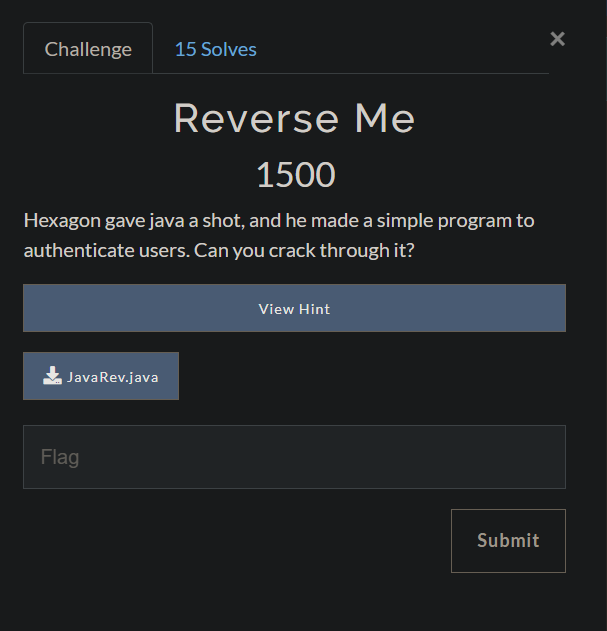 Challenge
15 Solves
×
Reverse Me
1500
Hexagon gave java a shot, and he made a simple program to
authenticate users. Can you crack through it?
View Hint
JavaRev.java
Flag
Submit